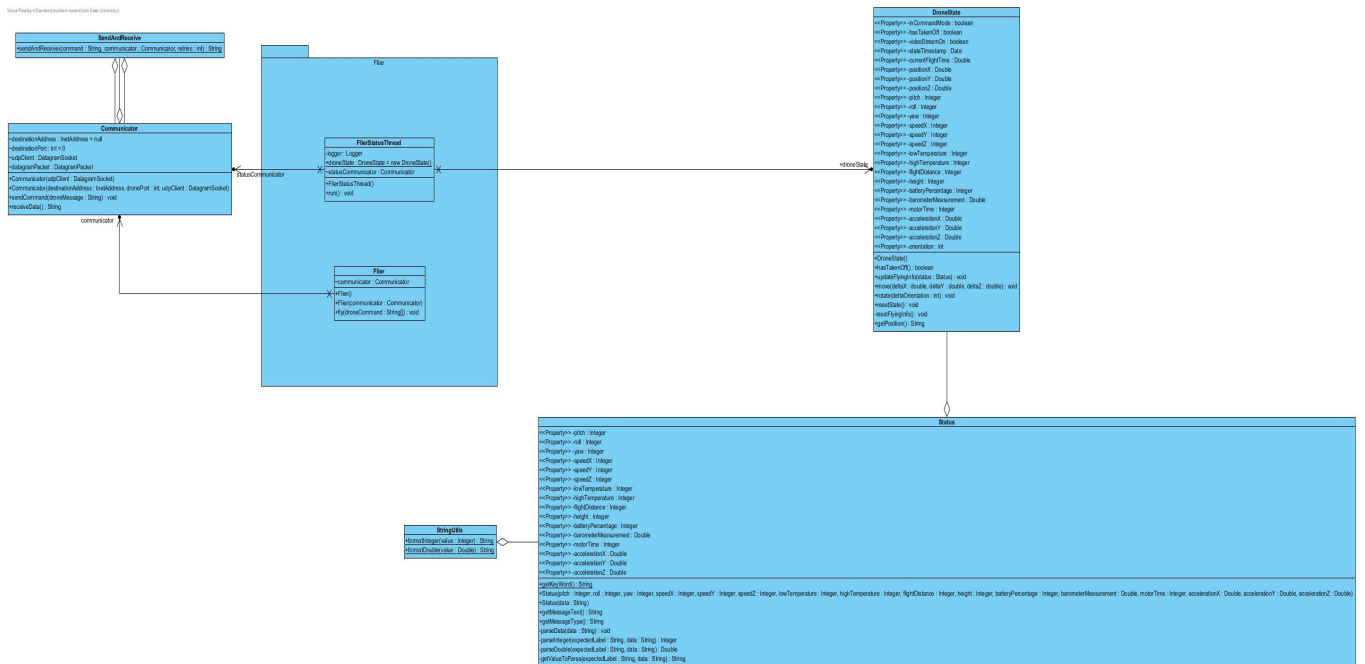 Visual Paradigm Standard(matthew isaacs(Utah State University))
SendAndReceive
+sendAndReceive(command : String, communicator : Communicator, retries : int) : String
Communicator
~destinationAddress : InetAddress = null
~destinationPort : int = 0
~udpClient : DatagramSocket
~datagramPacket : DatagramPacket
+Communicator(udpClient : DatagramSocket)
+Communicator(destinationAddress : InetAddress, dronePort : int, udpClient : DatagramSocket)
+sendCommand(droneMessage : String) : void
+receiveData() : String
statusCommunicator
communicator
Flier
FlierStatusThread
-logger : Logger
+droneState : DroneState = new DroneState()
~statusCommunicator : Communicator
+FlierStatusThread()
+run() : void
Flier
~communicator : Communicator
+Flier()
+Flier(communicator : Communicator)
+fly(droneCommand : String[]) : void
+droneState
DroneState
<<Property>> -inCommandMode : boolean
<<Property>> -hasTakenOff : boolean
<<Property>> -videoStreamOn : boolean
<<Property>> -stateTimestamp : Date
<<Property>> -currentFlightTime : Double
<<Property>> -positionX : Double
<<Property>> -positionY : Double
<<Property>> -positionZ : Double
<<Property>> -pitch : Integer
<<Property>> -roll : Integer
<<Property>> -yaw : Integer
<<Property>> -speedX : Integer
<<Property>> -speedY : Integer
<<Property>> -speedZ : Integer
<<Property>> -lowTemperature : Integer
<<Property>> -highTemperature : Integer
<<Property>> -flightDistance : Integer
<<Property>> -height : Integer
<<Property>> -batteryPercentage : Integer
<<Property>> -barometerMeasurement : Double
<<Property>> -motorTime : Integer
<<Property>> -accelerationX : Double
<<Property>> -accelerationY : Double
<<Property>> -accelerationZ : Double
<<Property>> -orientation : int
+DroneState()
+hasTakenOff() : boolean
+updateFlyingInfo(status : Status) : void
+move(deltaX : double, deltaY : double, deltaZ : double) : void
+rotate(deltaOrientation : int) : void
+resetState() : void
-resetFlyingInfo() : void
+getPosition() : String
StringUtils
+formatInteger(value : Integer) : String
+formatDouble(value : Double) : String
Status
<<Property>> -pitch : Integer
<<Property>> -roll : Integer
<<Property>> -yaw : Integer
<<Property>> -speedX : Integer
<<Property>> -speedY : Integer
<<Property>> -speedZ : Integer
<<Property>> -lowTemperature : Integer
<<Property>> -highTemperature : Integer
<<Property>> -flightDistance : Integer
<<Property>> -height : Integer
<<Property>> -batteryPercentage : Integer
<<Property>> -barometerMeasurement : Double
<<Property>> -motorTime : Integer
<<Property>> -accelerationX : Double
<<Property>> -accelerationY : Double
<<Property>> -accelerationZ : Double
+getKeyWord() : String
+Status(pitch : Integer, roll : Integer, yaw : Integer, speedX : Integer, speedY : Integer, speedZ : Integer, lowTemperature : Integer, highTemperature : Integer, flightDistance : Integer, height : Integer, batteryPercentage : Integer, barometerMeasurement : Double, motorTime : Integer, accelerationX : Double, accelerationY : Double, accelerationZ : Double)
+Status(data : String)
+getMessageText() : String
+getMessageType() : String
-parseData(data : String) : void
-parseInteger(expectedLabel : String, data : String) : Integer
-parseDouble(expectedLabel : String, data : String) : Double
-getValueToParse(expectedLabel : String, data : String) : String